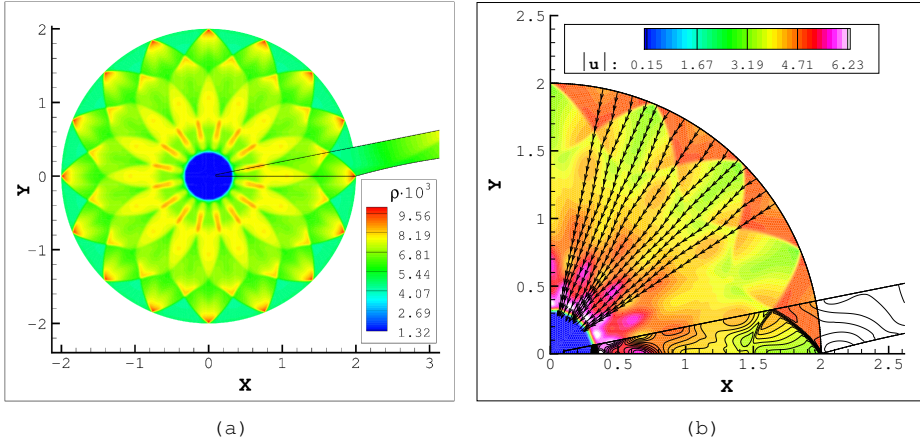 2
1
0
-1
-2
Y
-2 -1 0 1 2 3
X
ρ·10³
9.56
8.19
6.81
5.44
4.07
2.69
1.32
(a)
2.5
2
1.5
1
0.5
0
Y
0 0.5 1 1.5 2 2.5
X
|u|: 0.15 1.67 3.19 4.71 6.23
(b)